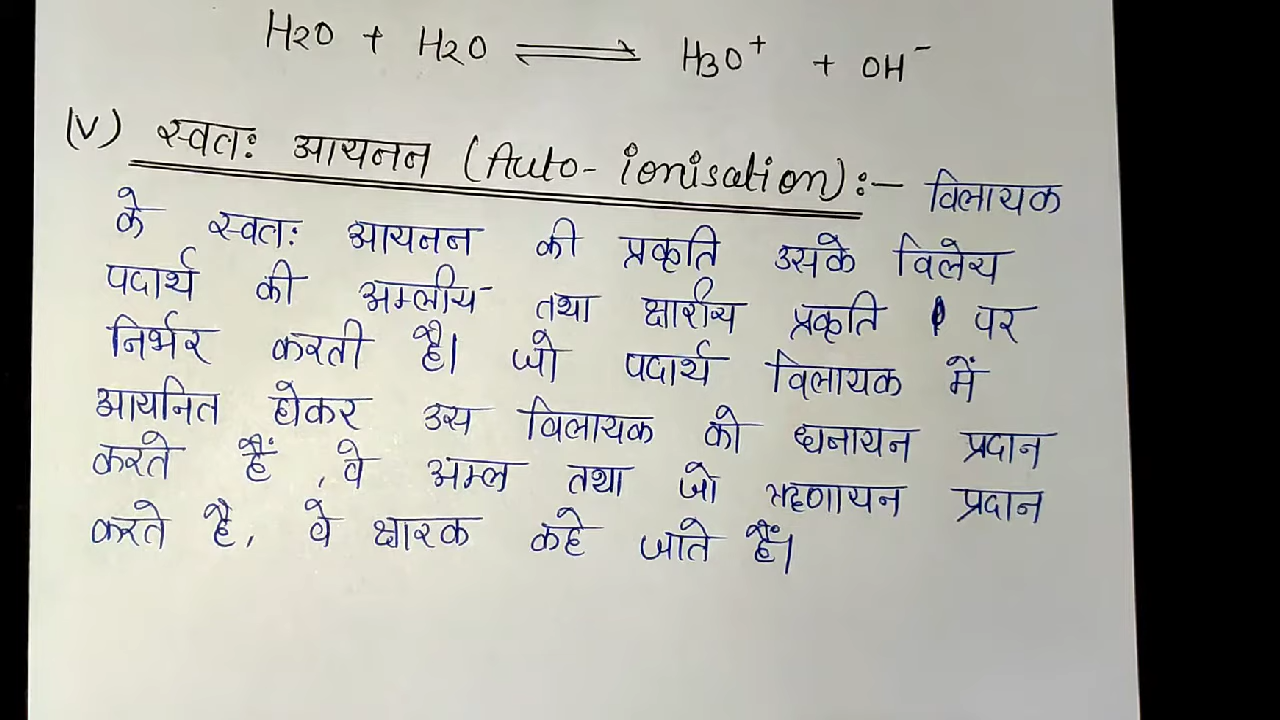 H2O + H2O ⇌ H3O⁺ + OH⁻
(V) स्वतः आयनन (Auto-ionisation):- विलायक
के स्वतः आयनन की प्रकृति उसके विलेय
पदार्थ की अम्लीय तथा क्षारीय प्रकृति पर
निर्भर करती है। जो पदार्थ विलायक में
आयनित होकर उस विलायक को धनायन प्रदान
करते हैं, वे अम्ल तथा जो ऋणायन प्रदान
करते है, वे क्षारक कहे जाते हैं।